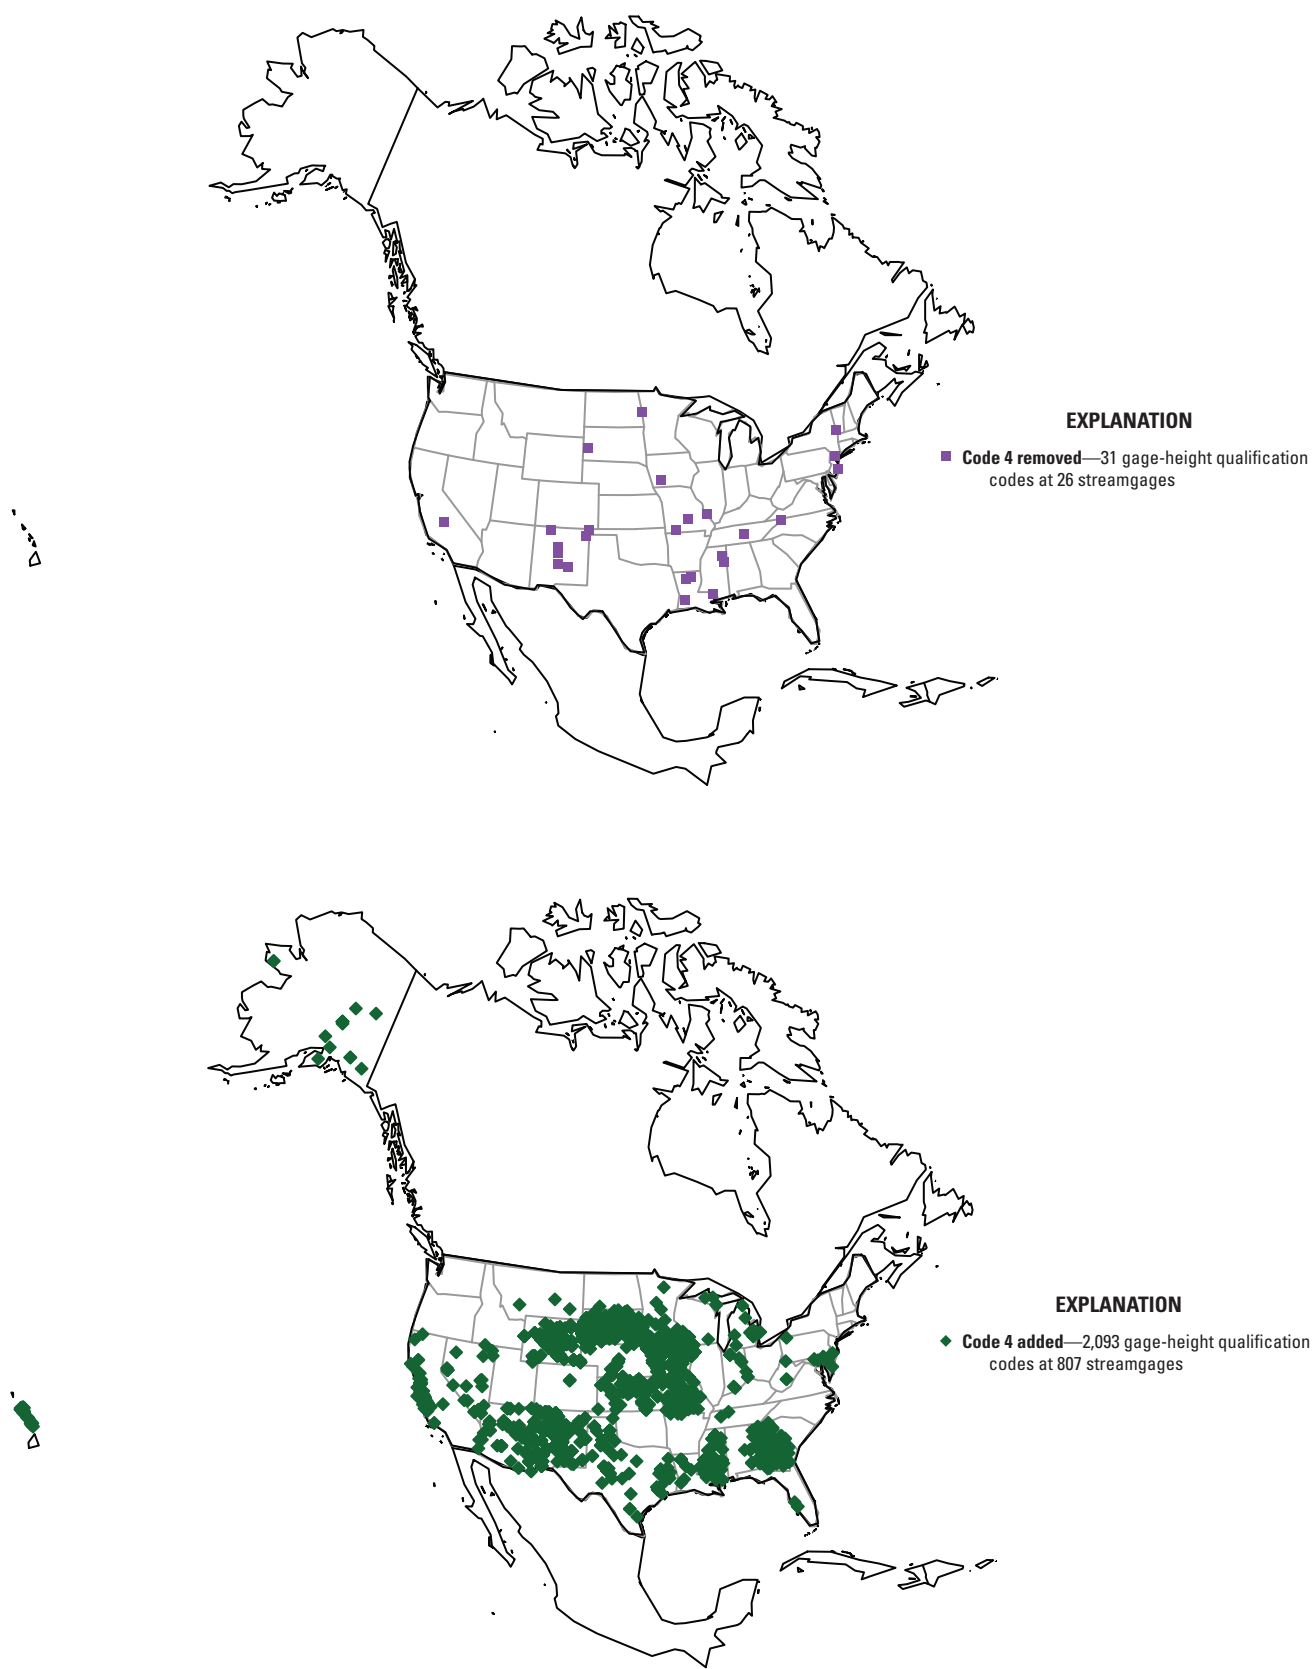 EXPLANATION
Code 4 removed—31 gage-height qualification
codes at 26 streamgages
EXPLANATION
Code 4 added—2,093 gage-height qualification
codes at 807 streamgages